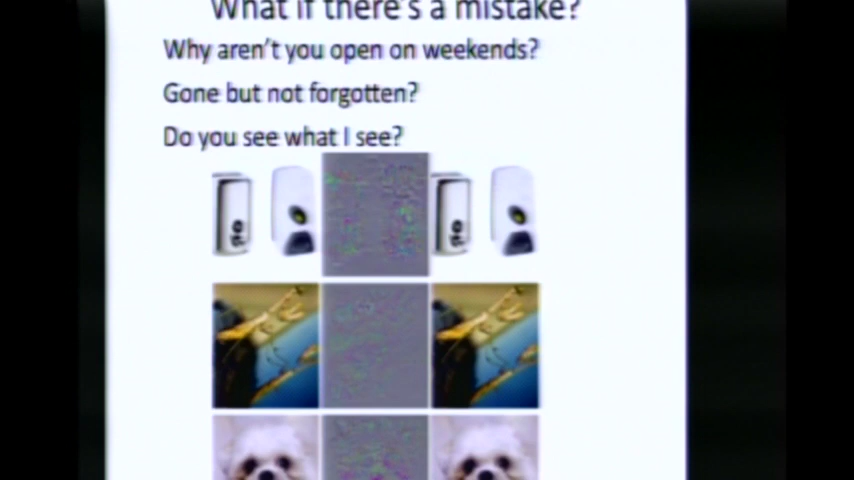 What if there's a mistake?
Why aren't you open on weekends?
Gone but not forgotten?
Do you see what I see?